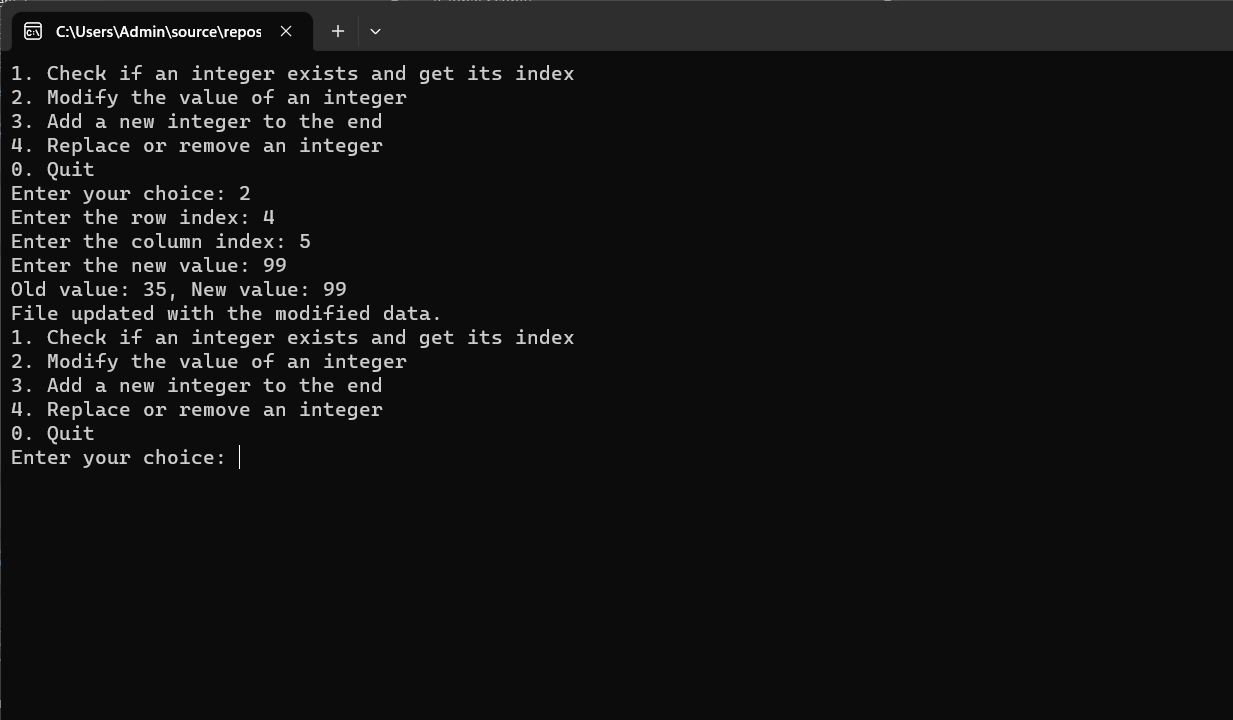 C:\Users\Admin\source\repos
1. Check if an integer exists and get its index
2. Modify the value of an integer
3. Add a new integer to the end
4. Replace or remove an integer
0. Quit
Enter your choice: 2
Enter the row index: 4
Enter the column index: 5
Enter the new value: 99
Old value: 35, New value: 99
File updated with the modified data.
1. Check if an integer exists and get its index
2. Modify the value of an integer
3. Add a new integer to the end
4. Replace or remove an integer
0. Quit
Enter your choice: